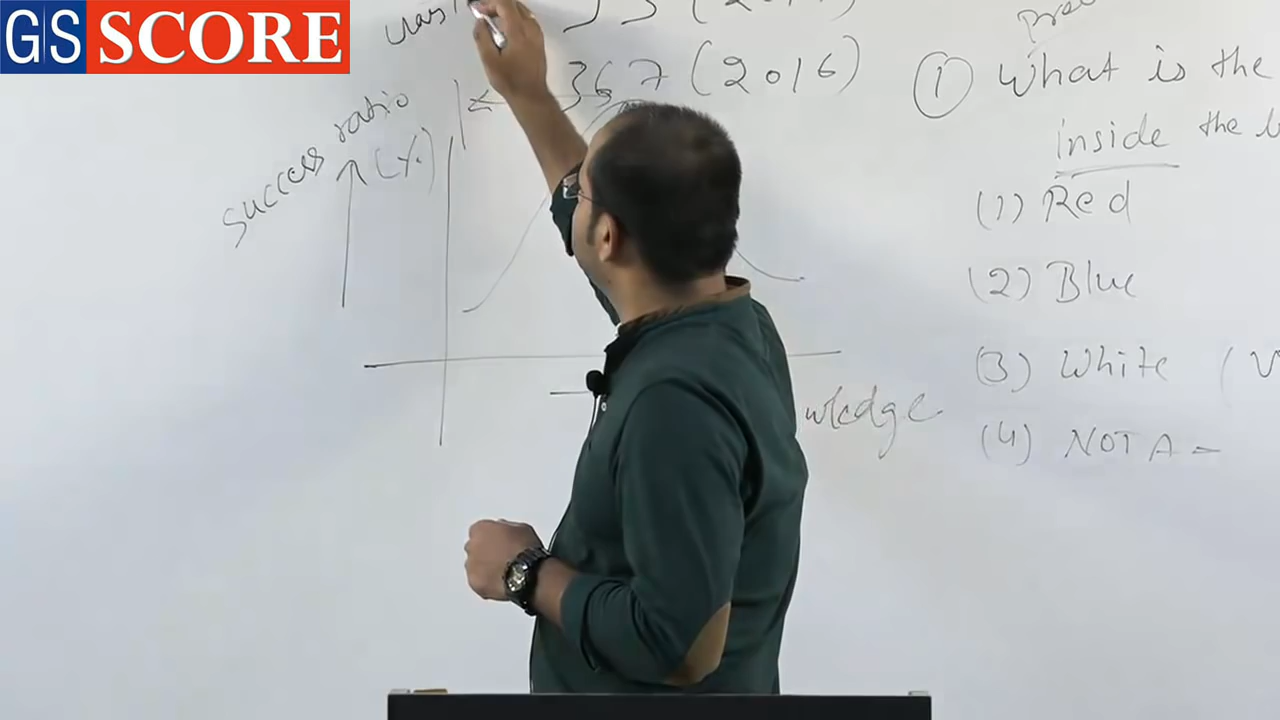 GS SCORE
367 (2016)
success ratio
(%)
wledge
① What is the
inside the
(1) Red
(2) Blue
(3) White (
(4) NOTA -